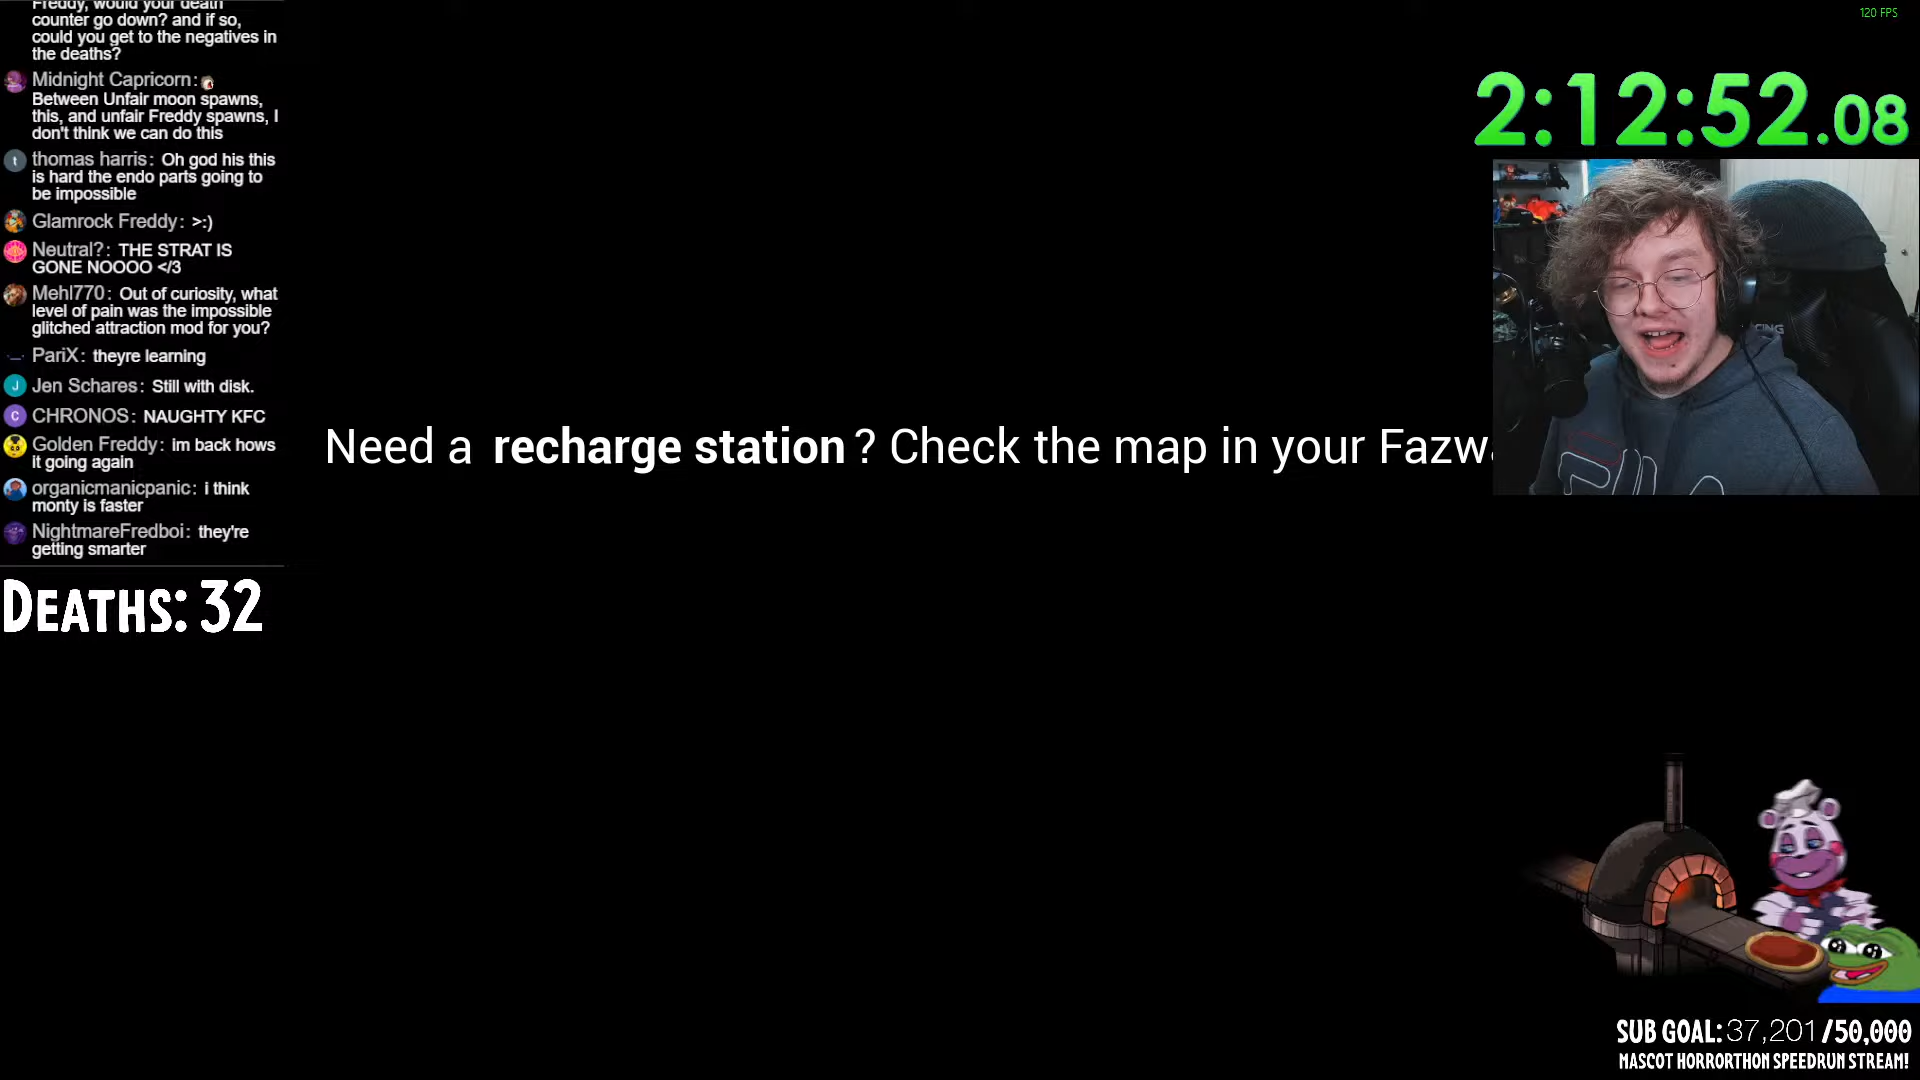 Freddy, would your death
counter go down? and if so,
could you get to the negatives in
the deaths?
Midnight Capricorn:
Between Unfair moon spawns,
this, and unfair Freddy spawns, I
don't think we can do this
thomas harris: Oh god his this
is hard the endo parts going to
be impossible
Glamrock Freddy: >:)
Neutral?: THE STRAT IS
GONE NOOOO </3
Mehl770: Out of curiosity, what
level of pain was the impossible
glitched attraction mod for you?
PariX: theyre learning
Jen Schares: Still with disk.
CHRONOS: NAUGHTY KFC
Golden Freddy: im back hows
it going again
organicmanicpanic: i think
monty is faster
NightmareFredboi: they're
getting smarter
DEATHS: 32
Need a recharge station? Check the map in your Fazw
120 FPS
2:12:52.08
CING
SUB GOAL: 37,201/50,000
MASCOT HORRORTHON SPEEDRUN STREAM!